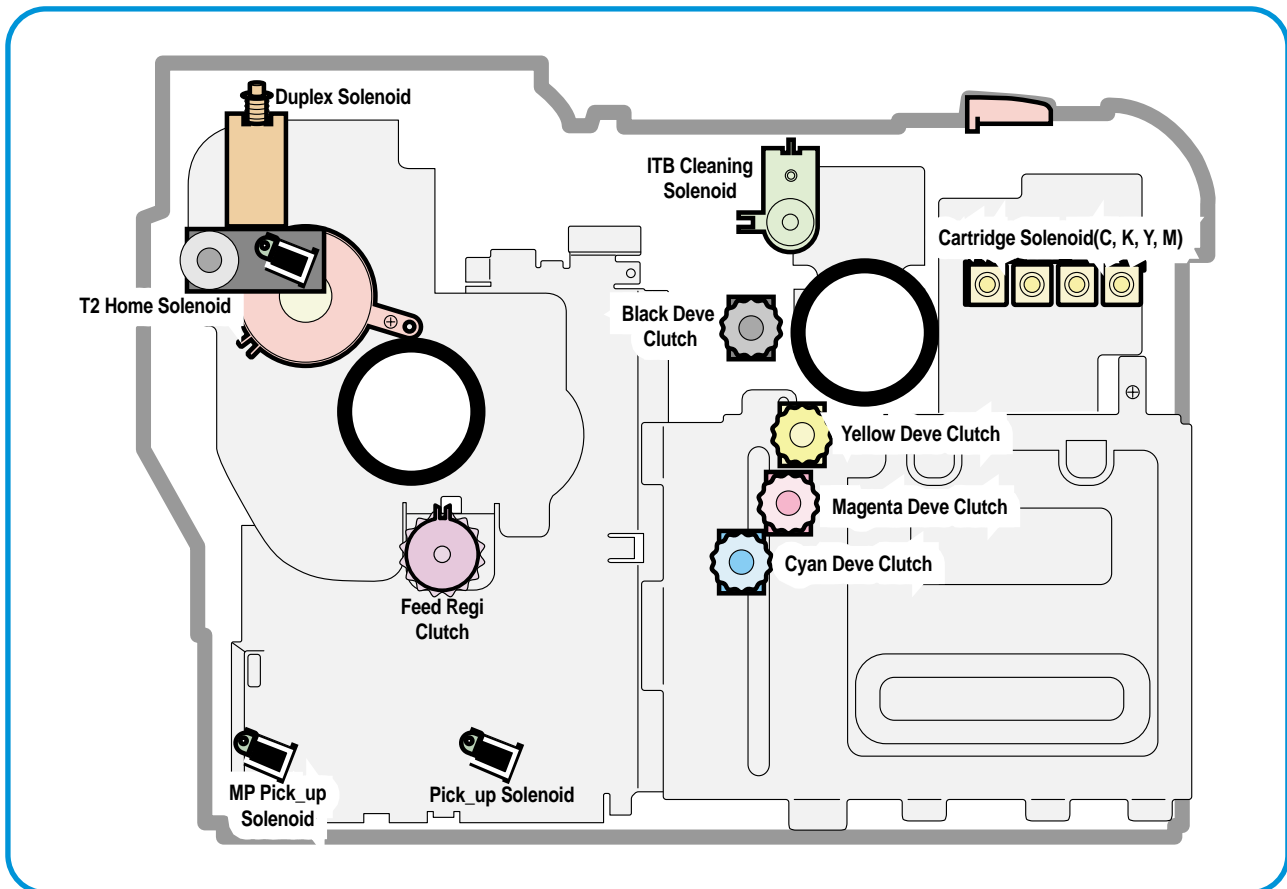 Duplex Solenoid
ITB Cleaning
Solenoid
Cartridge Solenoid(C, K, Y, M)
T2 Home Solenoid
Black Deve
Clutch
Yellow Deve Clutch
Magenta Deve Clutch
Cyan Deve Clutch
Feed Regi
Clutch
MP Pick_up
Solenoid
Pick_up Solenoid